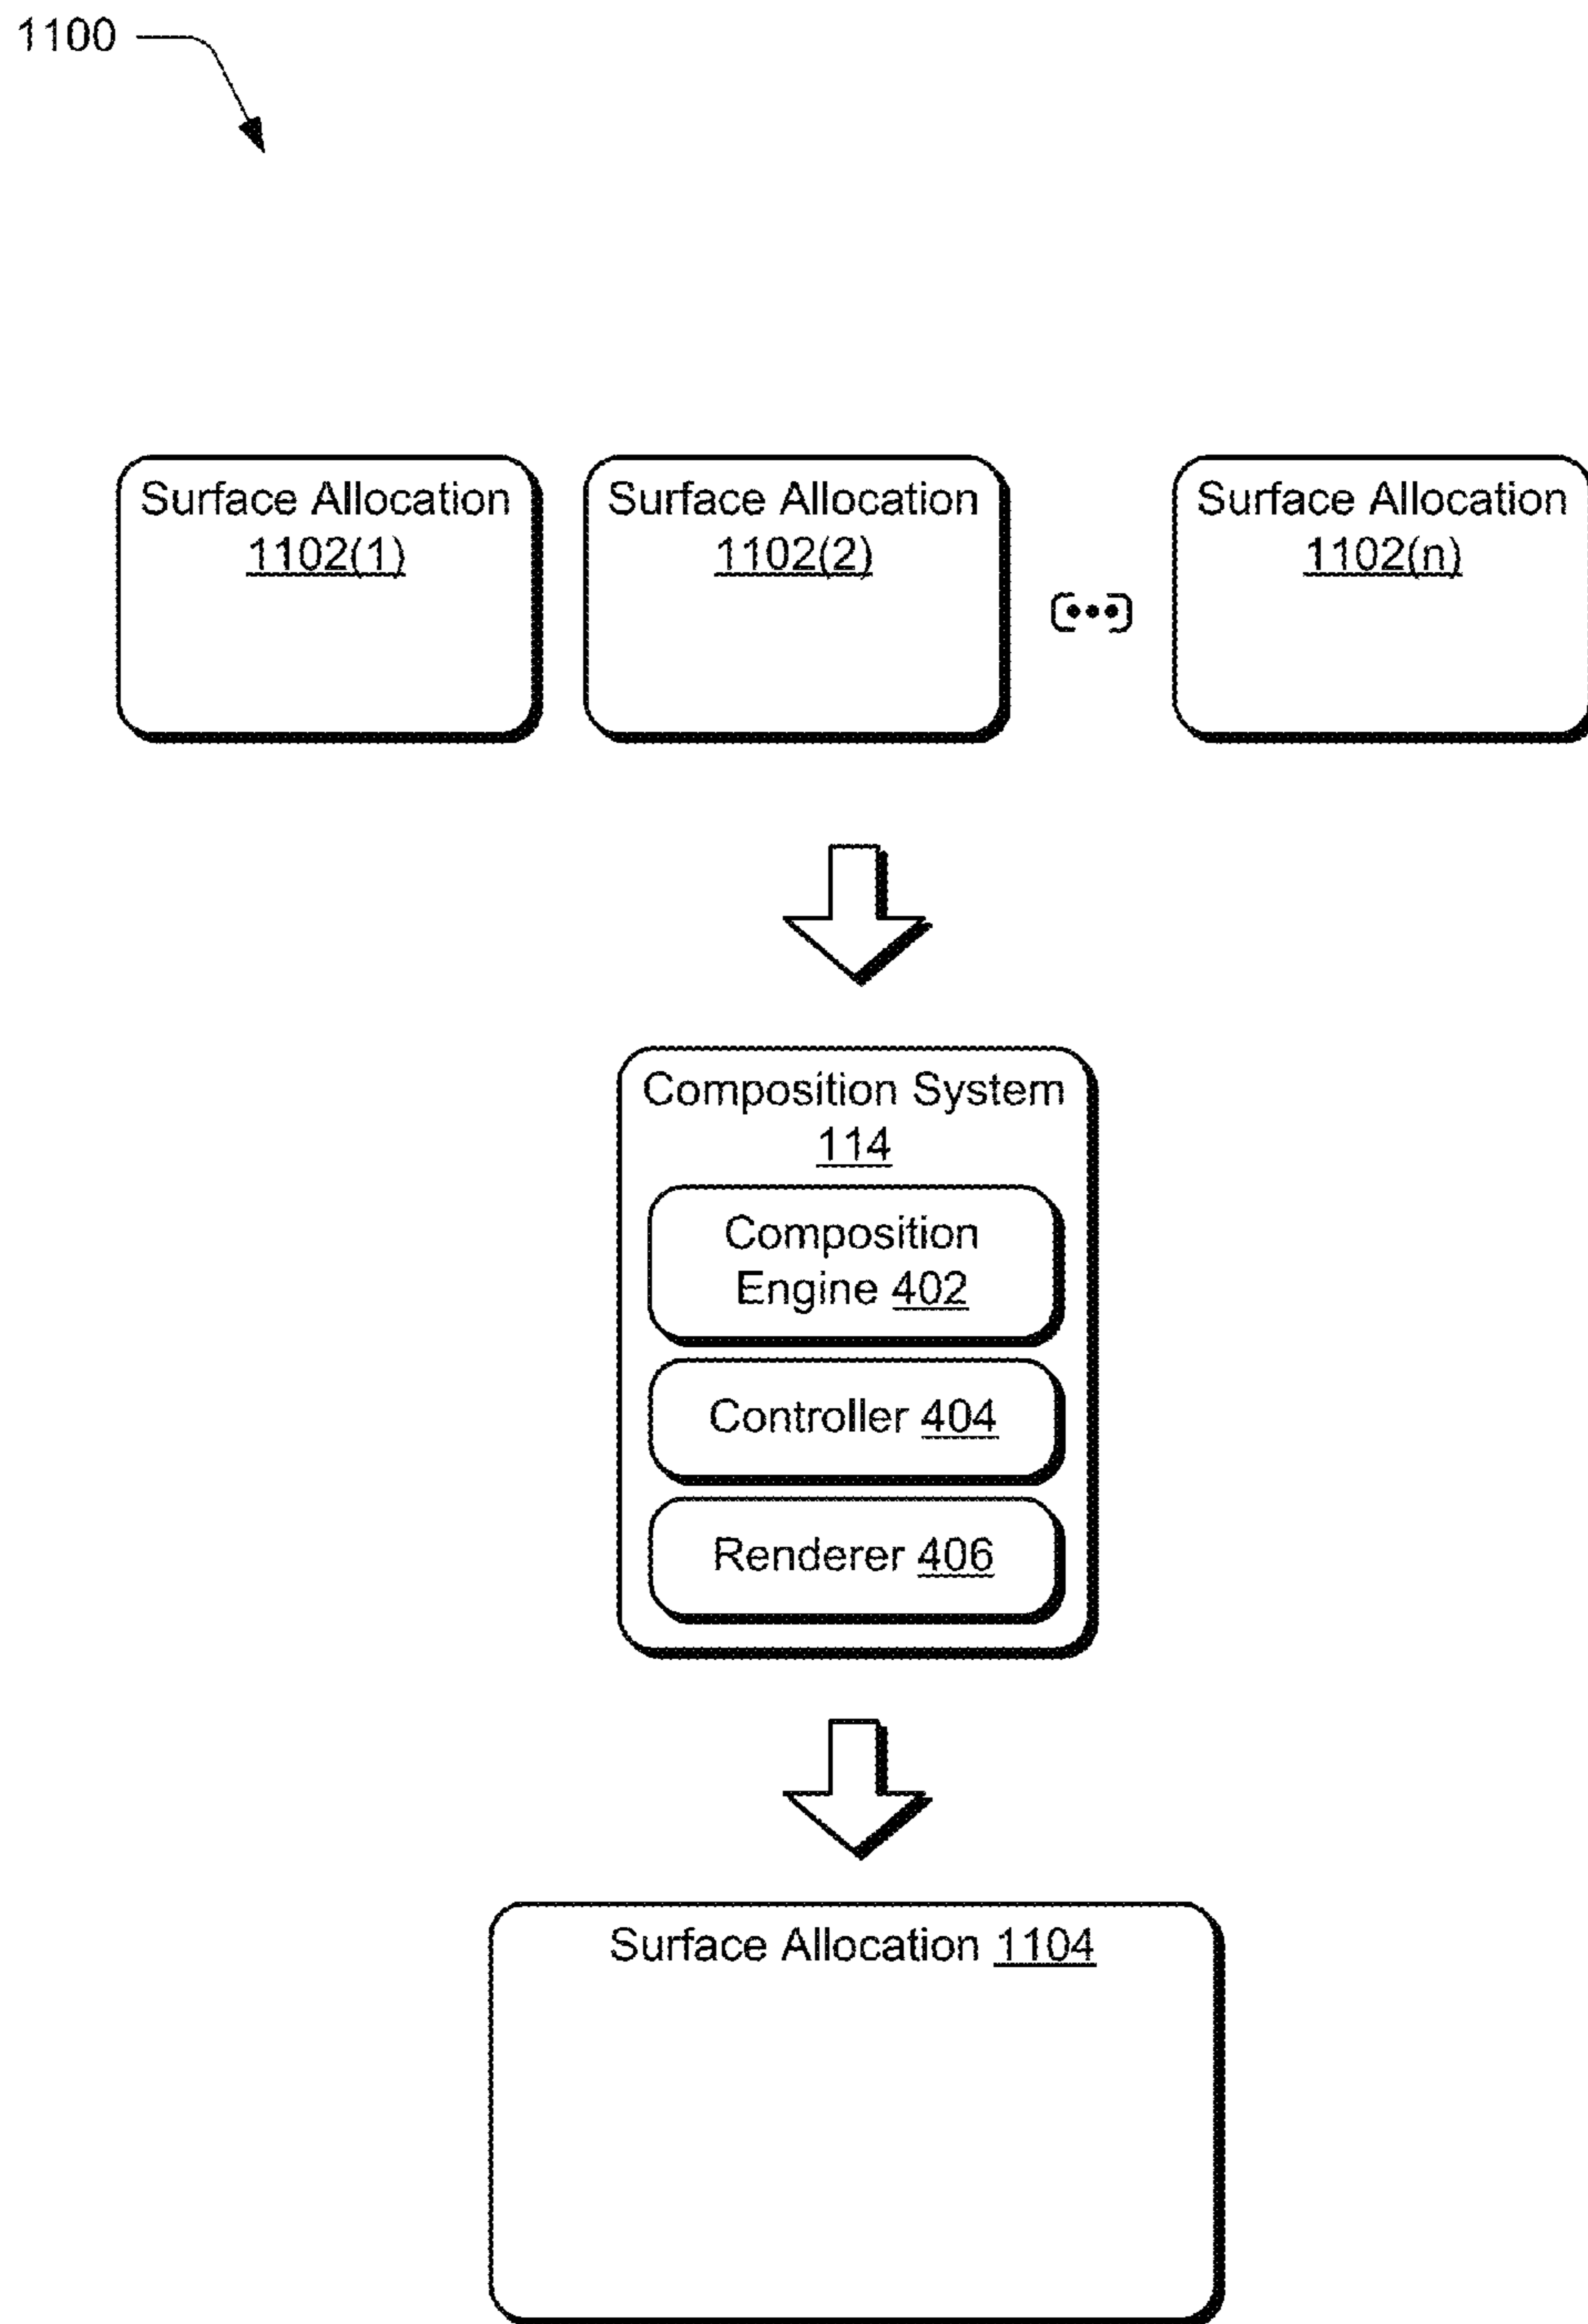 1100
Surface Allocation
1102(1)
Surface Allocation
1102(2)
[•••]
Surface Allocation
1102(n)
Composition System
114
Composition
Engine 402
Controller 404
Renderer 406
Surface Allocation 1104